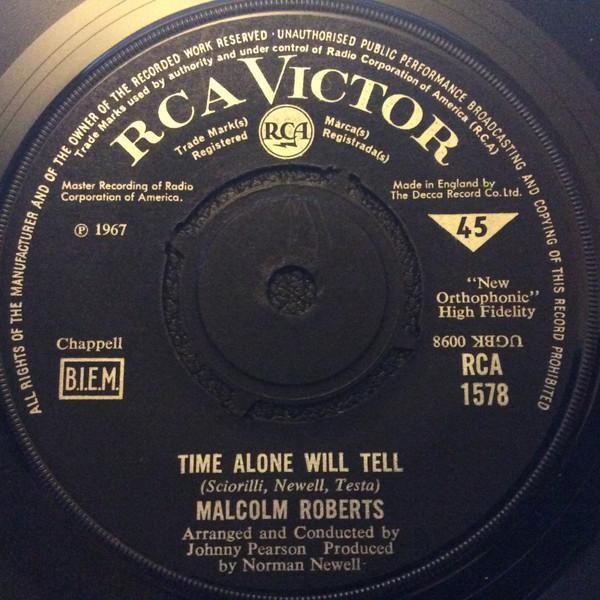 ALL RIGHTS OF THE MANUFACTURER AND OF THE OWNER OF THE RECORDED WORK RESERVED · UNAUTHORISED PUBLIC PERFORMANCE BROADCASTING AND COPYING OF THIS RECORD PROHIBITED
Trade Marks used by authority and under control of Radio Corporation of America (R.C.A)
RCA VICTOR
Trade Mark(s)
Registered
RCA
Marca(s)
Registrada(s)
Master Recording of Radio
Corporation of America.
Made in England by
The Decca Record Co. Ltd.
℗ 1967
45
"New
Orthophonic"
High Fidelity
Chappell
B.I.E.M.
UGBK 0098
RCA
1578
TIME ALONE WILL TELL
(Sciorilli, Newell, Testa)
MALCOLM ROBERTS
Arranged and Conducted by
Johnny Pearson Produced
by Norman Newell